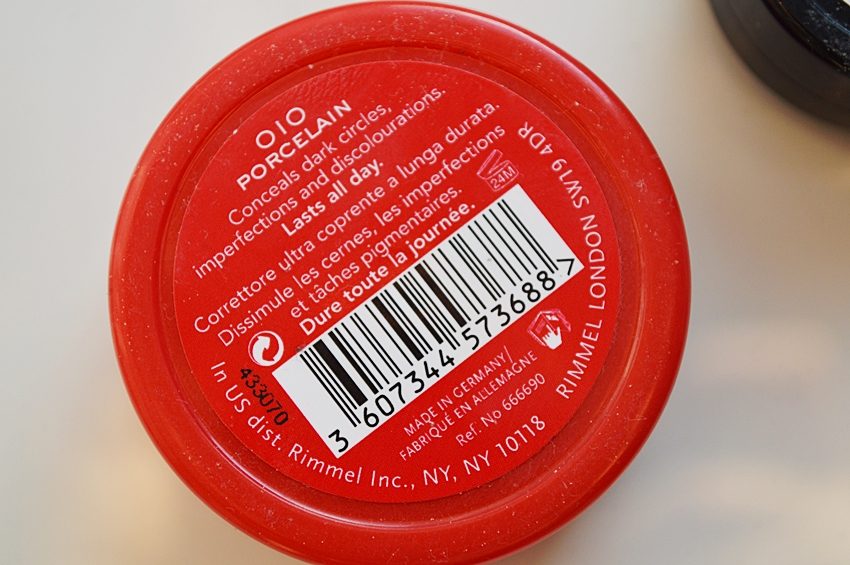 010
PORCELAIN
Conceals dark circles,
imperfections and discolourations.
Lasts all day.
Correttore ultra coprente a lunga durata.
Dissimule les cernes, les imperfections
et tâches pigmentaires.
Dure toute la journée.
24M
433070
3 607344 573688 >
MADE IN GERMANY/
FABRIQUÉ EN ALLEMAGNE
Ref. No 666690
In US dist. Rimmel Inc., NY, NY 10118
RIMMEL LONDON SW19 4DR